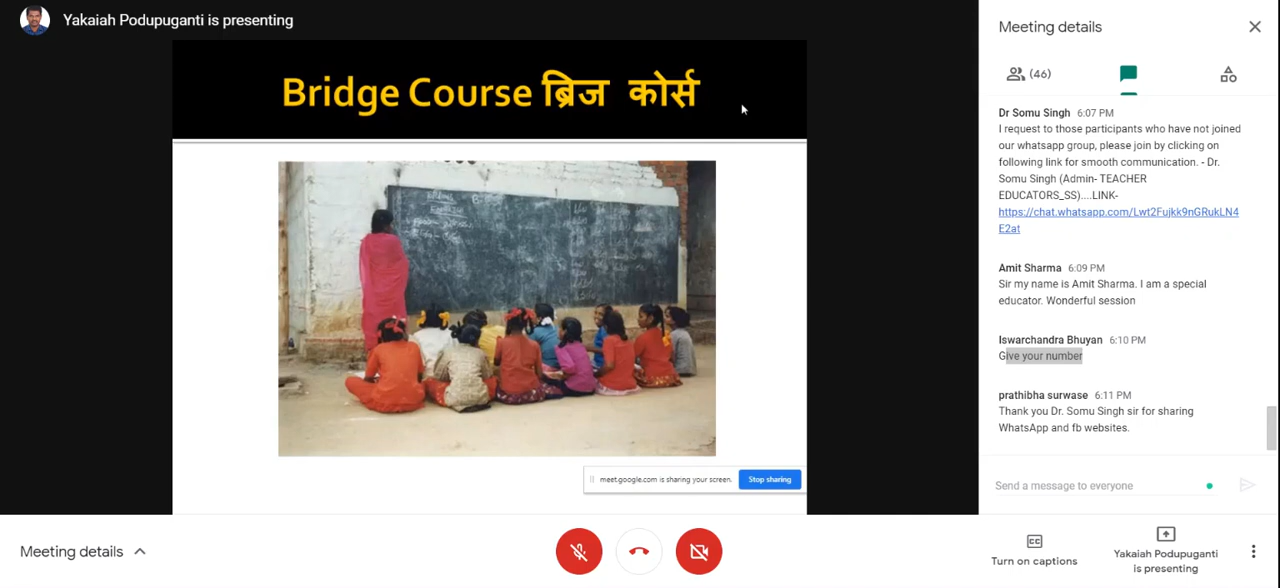 Yakaiah Podupuganti is presenting
Bridge Course ब्रिज कोर्स
meet.google.com is sharing your screen.
Stop sharing
Meeting details
(46)
Dr Somu Singh 6:07 PM
I request to those participants who have not joined
our whatsapp group, please join by clicking on
following link for smooth communication. - Dr.
Somu Singh (Admin- TEACHER
EDUCATORS_SS)....LINK-
https://chat.whatsapp.com/Lwt2Fujkk9nGRukLN4
E2at
Amit Sharma 6:09 PM
Sir my name is Amit Sharma. I am a special
educator. Wonderful session
Iswarchandra Bhuyan 6:10 PM
Give your number
prathibha surwase 6:11 PM
Thank you Dr. Somu Singh sir for sharing
WhatsApp and fb websites.
Send a message to everyone
Meeting details
CC
Turn on captions
Yakaiah Podupuganti
is presenting